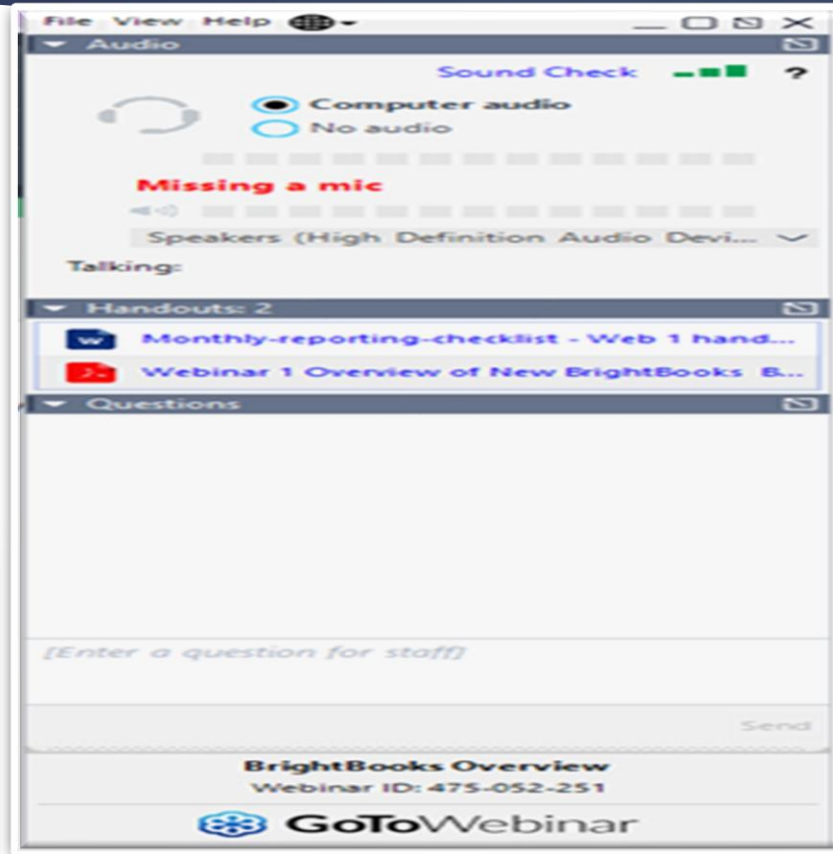 File View Help
Audio
Sound Check ?
Computer audio
No audio
Missing a mic
Speakers (High Definition Audio Devi...
Talking:
Handouts: 2
Monthly-reporting-checklist - Web 1 hand...
Webinar 1 Overview of New BrightBooks B...
Questions
[Enter a question for staff]
Send
BrightBooks Overview
Webinar ID: 475-052-251
GoToWebinar